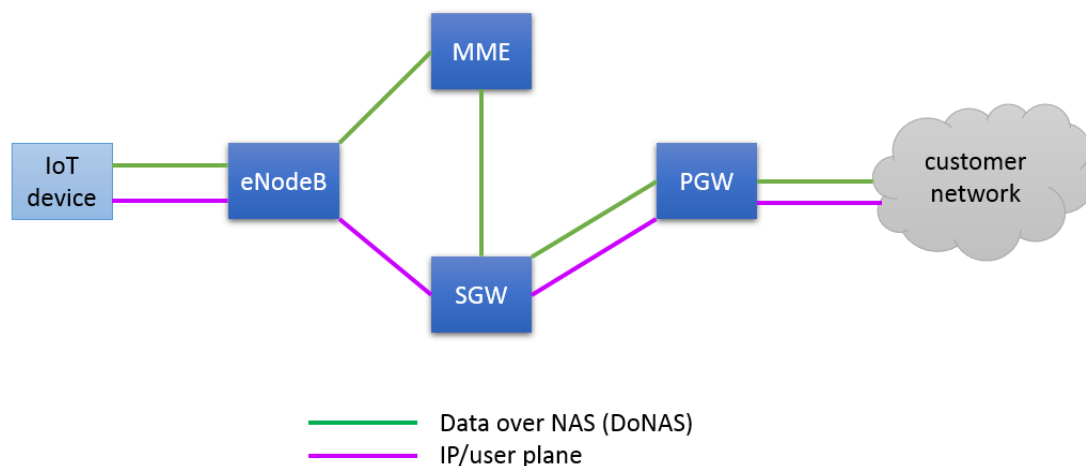 MME
IoT
device
eNodeB
PGW
customer
network
SGW
Data over NAS (DoNAS)
IP/user plane